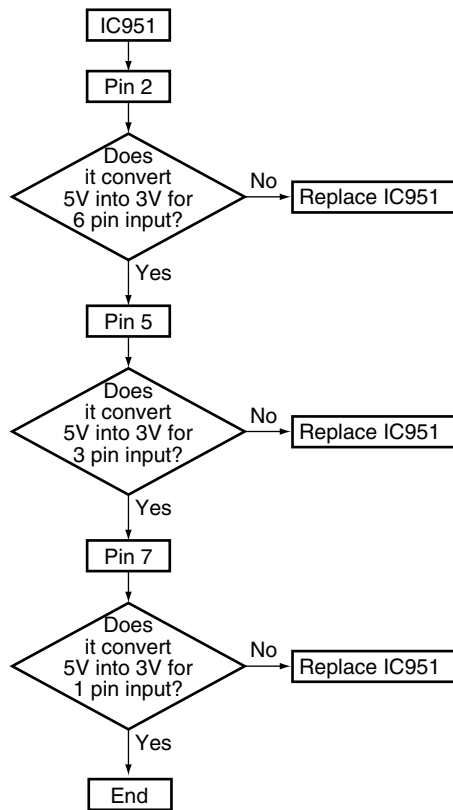 IC951
Pin 2
Does
it convert
5V into 3V for
6 pin input?
No
Replace IC951
Yes
Pin 5
Does
it convert
5V into 3V for
3 pin input?
No
Replace IC951
Yes
Pin 7
Does
it convert
5V into 3V for
1 pin input?
No
Replace IC951
Yes
End